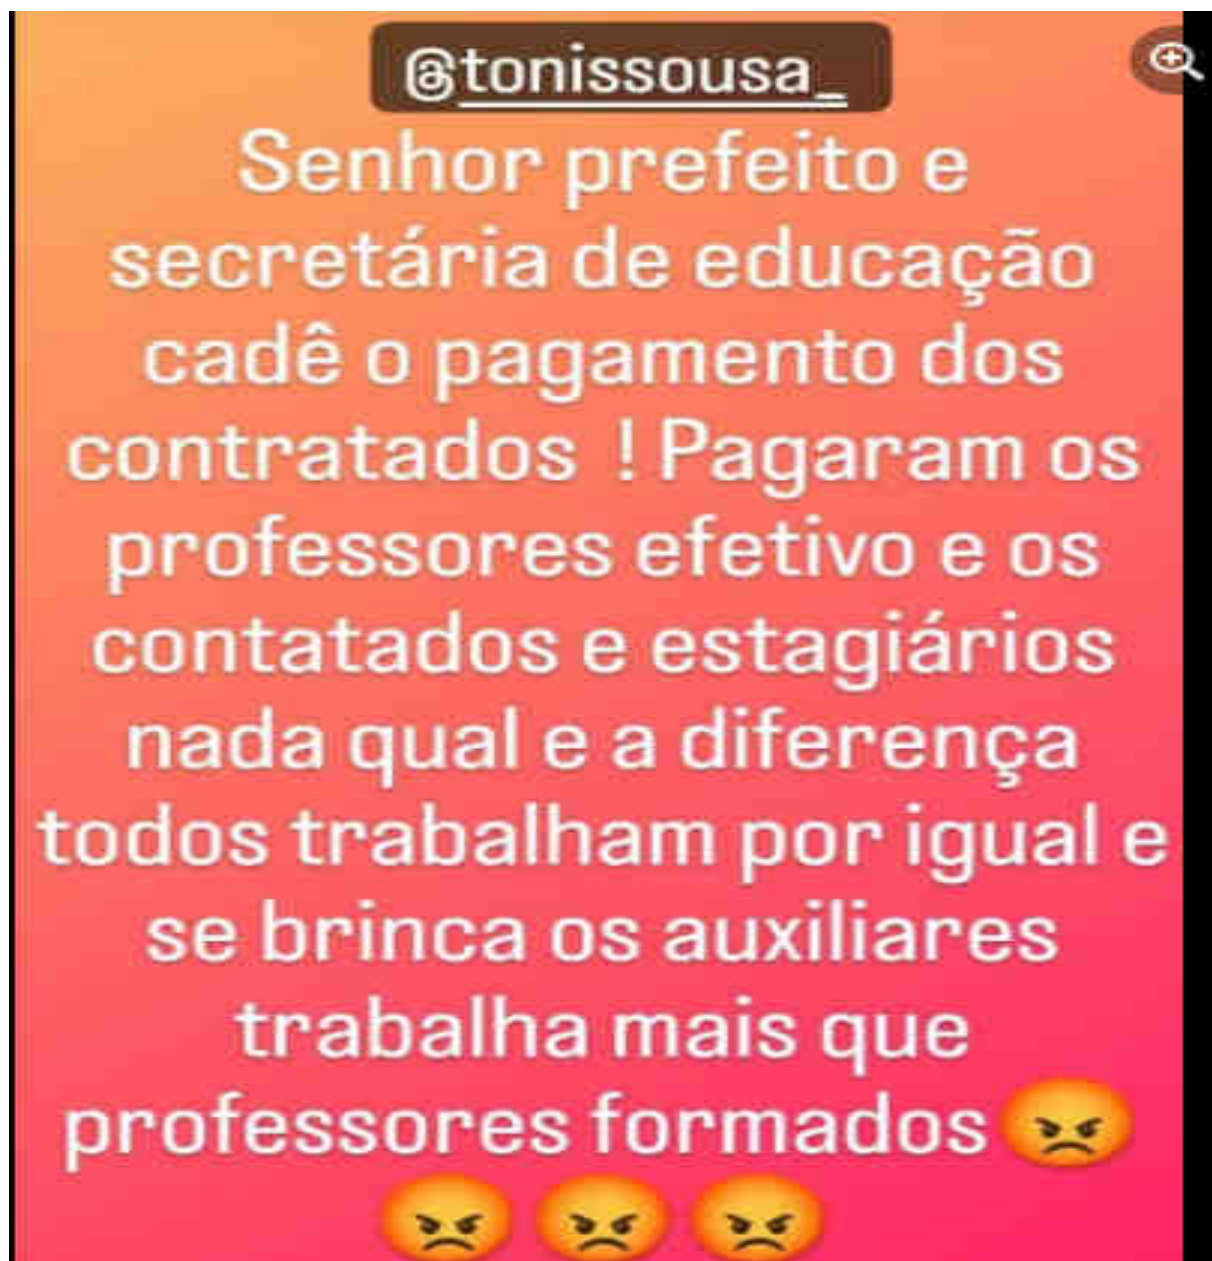 @tonissousa_
Senhor prefeito e
secretária de educação
cadê o pagamento dos
contratados ! Pagaram os
professores efetivo e os
contatados e estagiários
nada qual e a diferença
todos trabalham por igual e
se brinca os auxiliares
trabalha mais que
professores formados😡
😡😡😡